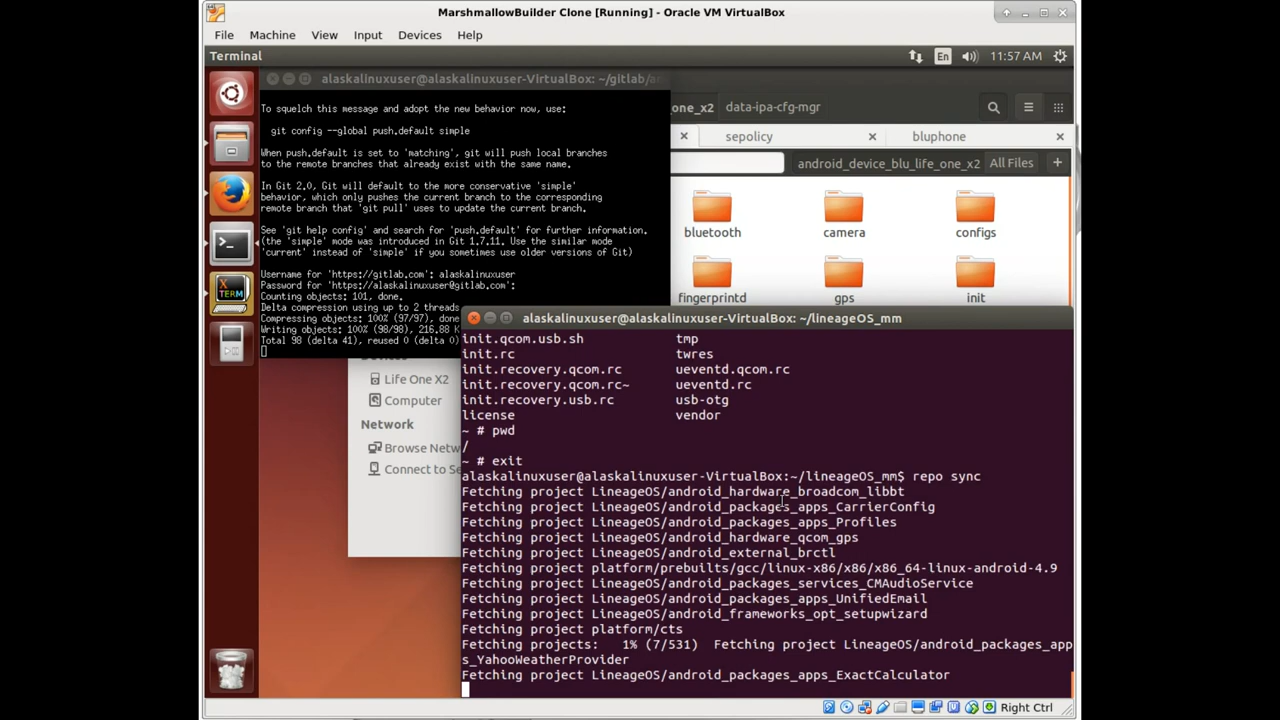 MarshmallowBuilder Clone [Running] - Oracle VM VirtualBox
File Machine View Input Devices Help
Terminal
En
11:57 AM
alaskalinuxuser@alaskalinuxuser-VirtualBox: ~/gitlab/
To squelch this message and adopt the new behavior now, use:
git config --global push.default simple
When push.default is set to 'matching', git will push local branches
to the remote branches that already exist with the same name.
In Git 2.0, Git will default to the more conservative 'simple'
behavior, which only pushes the current branch to the corresponding
remote branch that 'git pull' uses to update the current branch.
See 'git help config' and search for 'push.default' for further information.
(the 'simple' mode was introduced in Git 1.7.11. Use the similar mode
'current' instead of 'simple' if you sometimes use older versions of Git)
Username for 'https://gitlab.com': alaskalinuxuser
Password for 'https://alaskalinuxuser@gitlab.com':
Counting objects: 101, done.
Delta compression using up to 2 threads
Compressing objects: 100% (97/97), done
Writing objects: 100% (98/98), 216.88 K
Total 98 (delta 41), reused 0 (delta 0)
_one_x2 data-ipa-cfg-mgr
sepolicy bluphone
android_device_blu_life_one_x2 All Files
bluetooth camera configs
fingerprintd gps init
Life One X2
Computer
Network
Browse Netw
Connect to Se
XTERM
alaskalinuxuser@alaskalinuxuser-VirtualBox: ~/lineageOS_mm
init.qcom.usb.sh tmp
init.rc twres
init.recovery.qcom.rc ueventd.qcom.rc
init.recovery.qcom.rc~ ueventd.rc
init.recovery.usb.rc usb-otg
license vendor
~ # pwd
/
~ # exit
alaskalinuxuser@alaskalinuxuser-VirtualBox:~/lineageOS_mm$ repo sync
Fetching project LineageOS/android_hardware_broadcom_libbt
Fetching project LineageOS/android_packages_apps_CarrierConfig
Fetching project LineageOS/android_packages_apps_Profiles
Fetching project LineageOS/android_hardware_qcom_gps
Fetching project LineageOS/android_external_brctl
Fetching project platform/prebuilts/gcc/linux-x86/x86/x86_64-linux-android-4.9
Fetching project LineageOS/android_packages_services_CMAudioService
Fetching project LineageOS/android_packages_apps_UnifiedEmail
Fetching project LineageOS/android_frameworks_opt_setupwizard
Fetching project platform/cts
Fetching projects: 1% (7/531) Fetching project LineageOS/android_packages_app
s_YahooWeatherProvider
Fetching project LineageOS/android_packages_apps_ExactCalculator
Right Ctrl